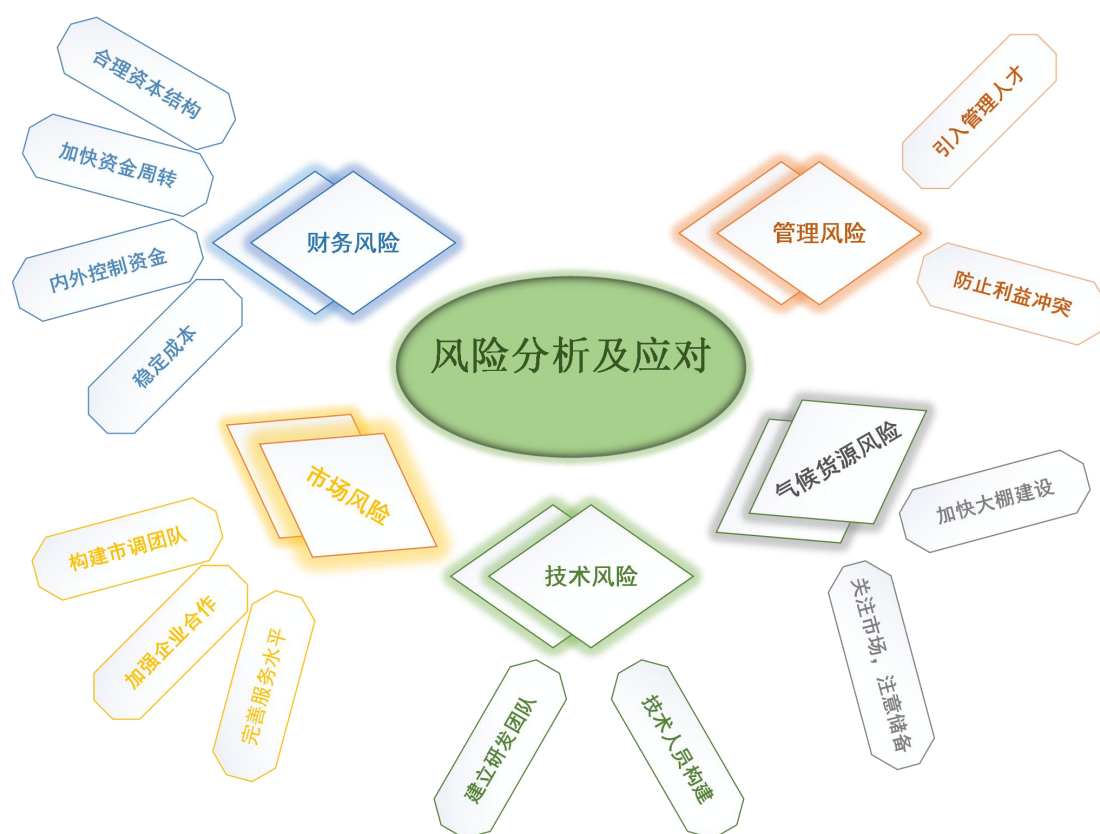 风险分析及应对
财务风险
合理资本结构
加快资金周转
内外控制资金
稳定成本
管理风险
引入管理人才
防止利益冲突
市场风险
构建市调团队
加强企业合作
完善服务水平
技术风险
建立研发团队
技术人员构建
气候货源风险
加快大棚建设
关注市场，注意储备